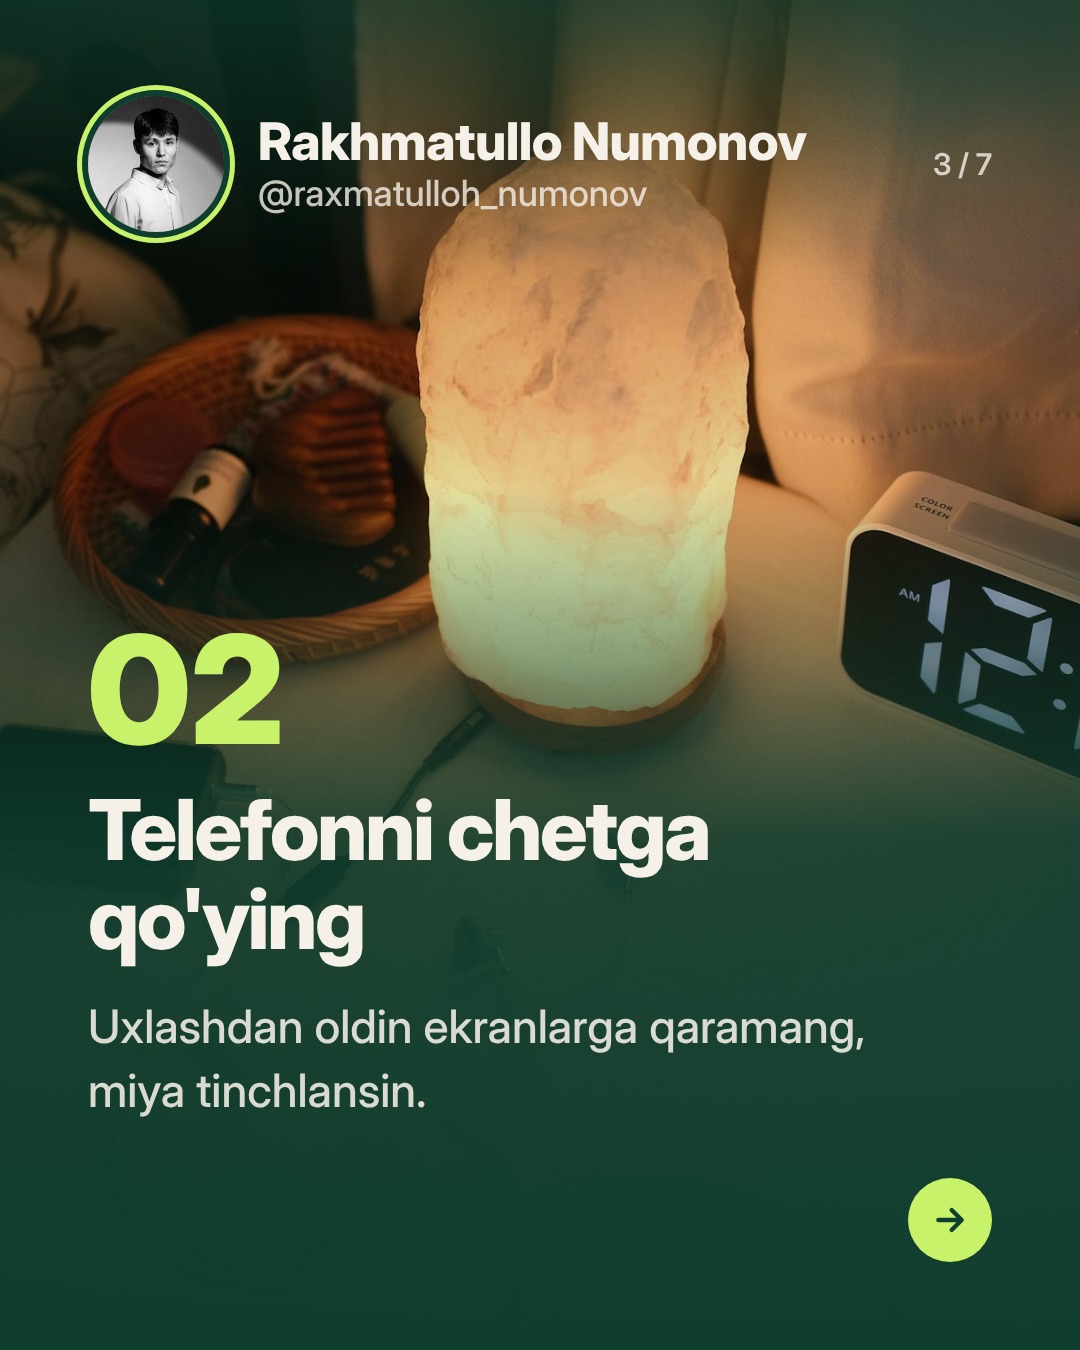 Rakhmatullo Numonov
@raxmatulloh_numonov
3 / 7
COLOR
SCREEN
AM
12:
02
Telefonni chetga
qo'ying
Uxlashdan oldin ekranlarga qaramang,
miya tinchlansin.